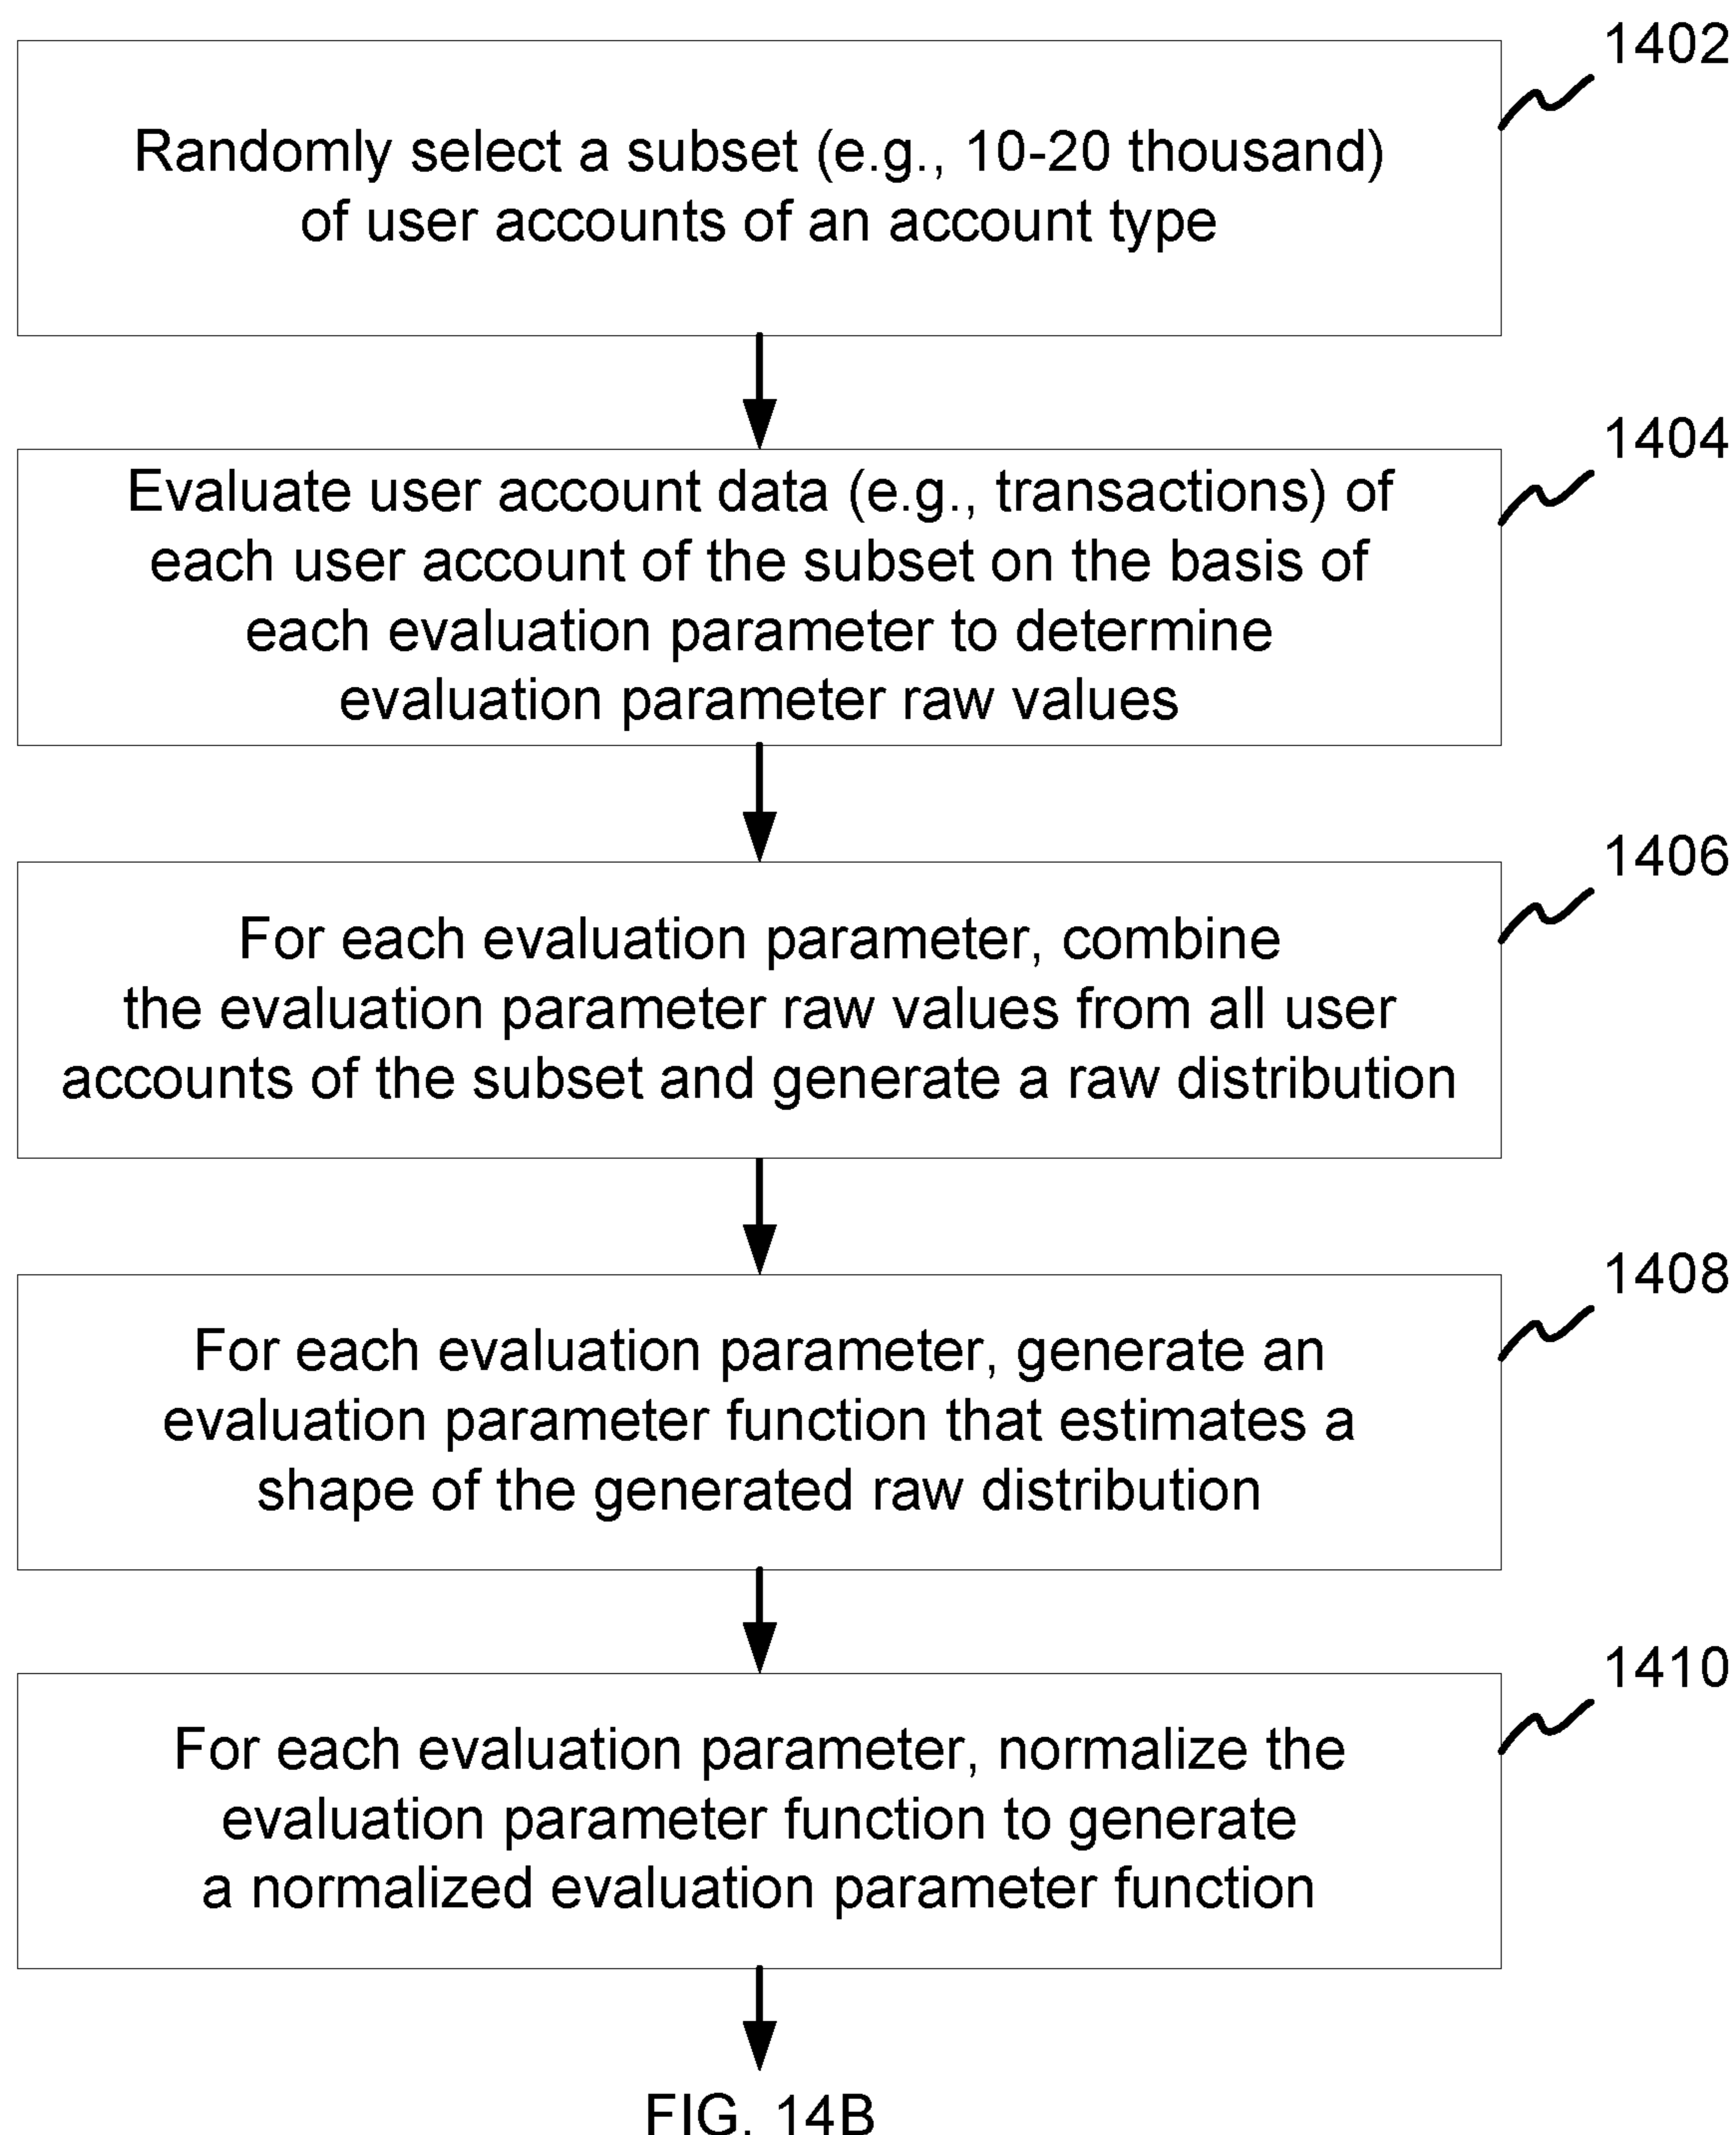 1402
Randomly select a subset (e.g., 10-20 thousand)
of user accounts of an account type
1404
Evaluate user account data (e.g., transactions) of
each user account of the subset on the basis of
each evaluation parameter to determine
evaluation parameter raw values
1406
For each evaluation parameter, combine
the evaluation parameter raw values from all user
accounts of the subset and generate a raw distribution
1408
For each evaluation parameter, generate an
evaluation parameter function that estimates a
shape of the generated raw distribution
1410
For each evaluation parameter, normalize the
evaluation parameter function to generate
a normalized evaluation parameter function
FIG. 14B